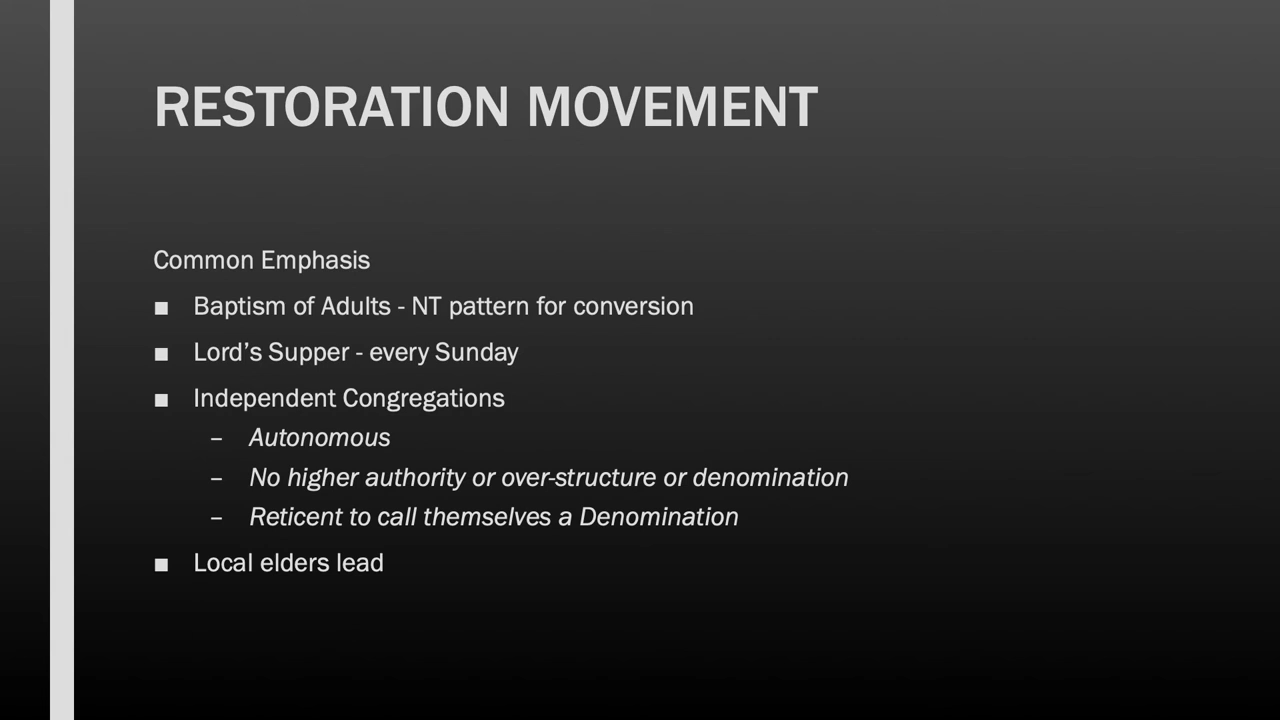 RESTORATION MOVEMENT
Common Emphasis
■ Baptism of Adults - NT pattern for conversion
■ Lord’s Supper - every Sunday
■ Independent Congregations
– Autonomous
– No higher authority or over-structure or denomination
– Reticent to call themselves a Denomination
■ Local elders lead